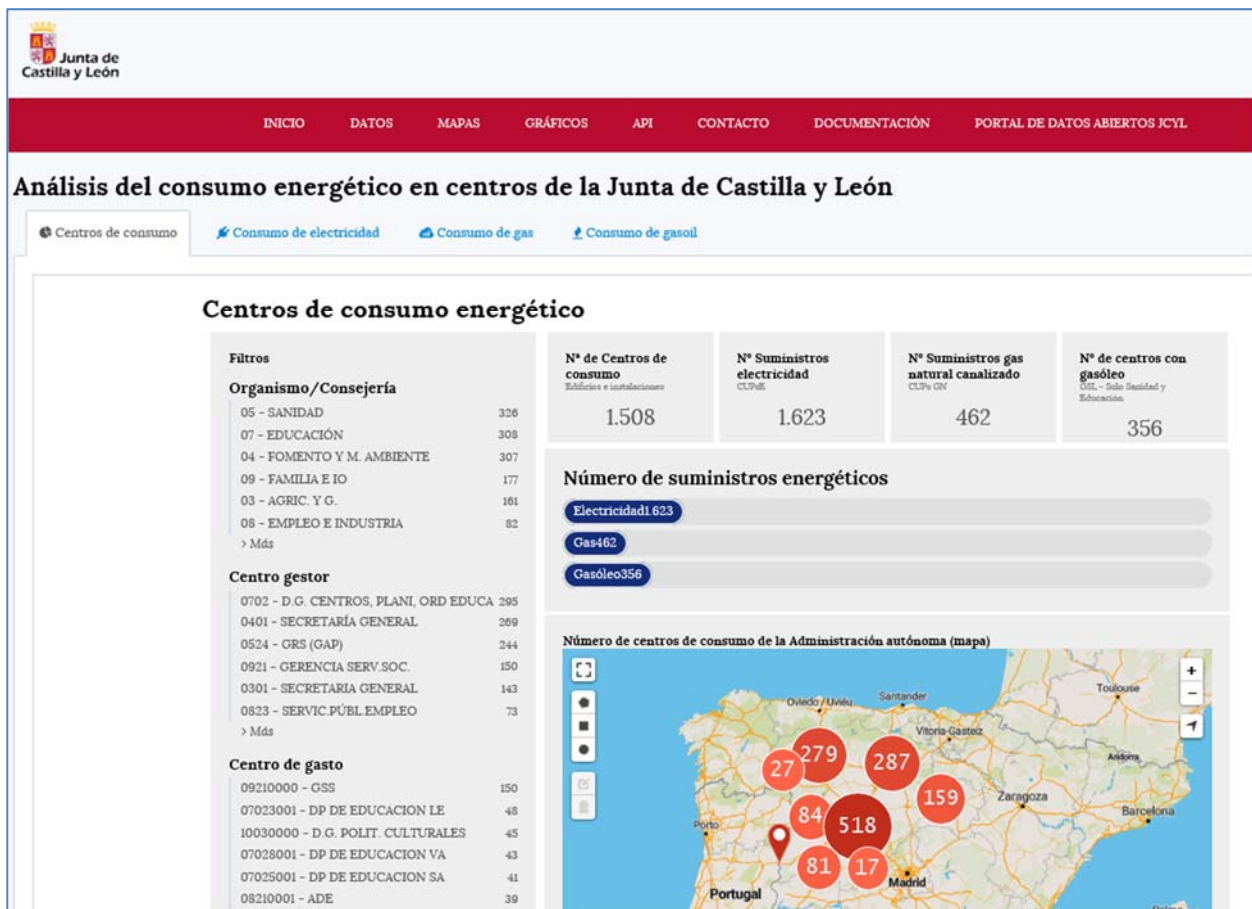 Junta de
Castilla y León
INICIO DATOS MAPAS GRÁFICOS API CONTACTO DOCUMENTACIÓN PORTAL DE DATOS ABIERTOS JCYL
Análisis del consumo energético en centros de la Junta de Castilla y León
Centros de consumo Consumo de electricidad Consumo de gas Consumo de gasoil
Centros de consumo energético
Filtros
Organismo/Consejería
05 - SANIDAD 326
07 - EDUCACIÓN 308
04 - FOMENTO Y M. AMBIENTE 307
09 - FAMILIA E IO 177
03 - AGRIC. Y G. 161
08 - EMPLEO E INDUSTRIA 82
> Más
Centro gestor
0702 - D.G. CENTROS, PLANI, ORD EDUCA 295
0401 - SECRETARÍA GENERAL 269
0524 - GRS (GAP) 244
0921 - GERENCIA SERV.SOC. 150
0301 - SECRETARIA GENERAL 143
0823 - SERVIC.PÚBL.EMPLEO 73
> Más
Centro de gasto
09210000 - GSS 150
07023001 - DP DE EDUCACION LE 48
10030000 - D.G. POLIT. CULTURALES 45
07028001 - DP DE EDUCACION VA 43
07025001 - DP DE EDUCACION SA 41
08210001 - ADE 39
Nª de Centros de
consumo
Edificios e instalaciones
1.508
Nº Suministros
electricidad
CUPsE
1.623
Nº Suministros gas
natural canalizado
CUPs GN
462
Nº de centros con
gasóleo
GSL - Solo Sanidad y
Educación
356
Número de suministros energéticos
Electricidad1.623
Gas462
Gasóleo356
Número de centros de consumo de la Administración autónoma (mapa)
+
−
Toulouse
Oviedo / Uviéu
Santander
Vitoria-Gasteiz
Andorra
279
27
287
159
Zaragoza
Barcelona
84
518
Porto
81
17
Madrid
Portugal